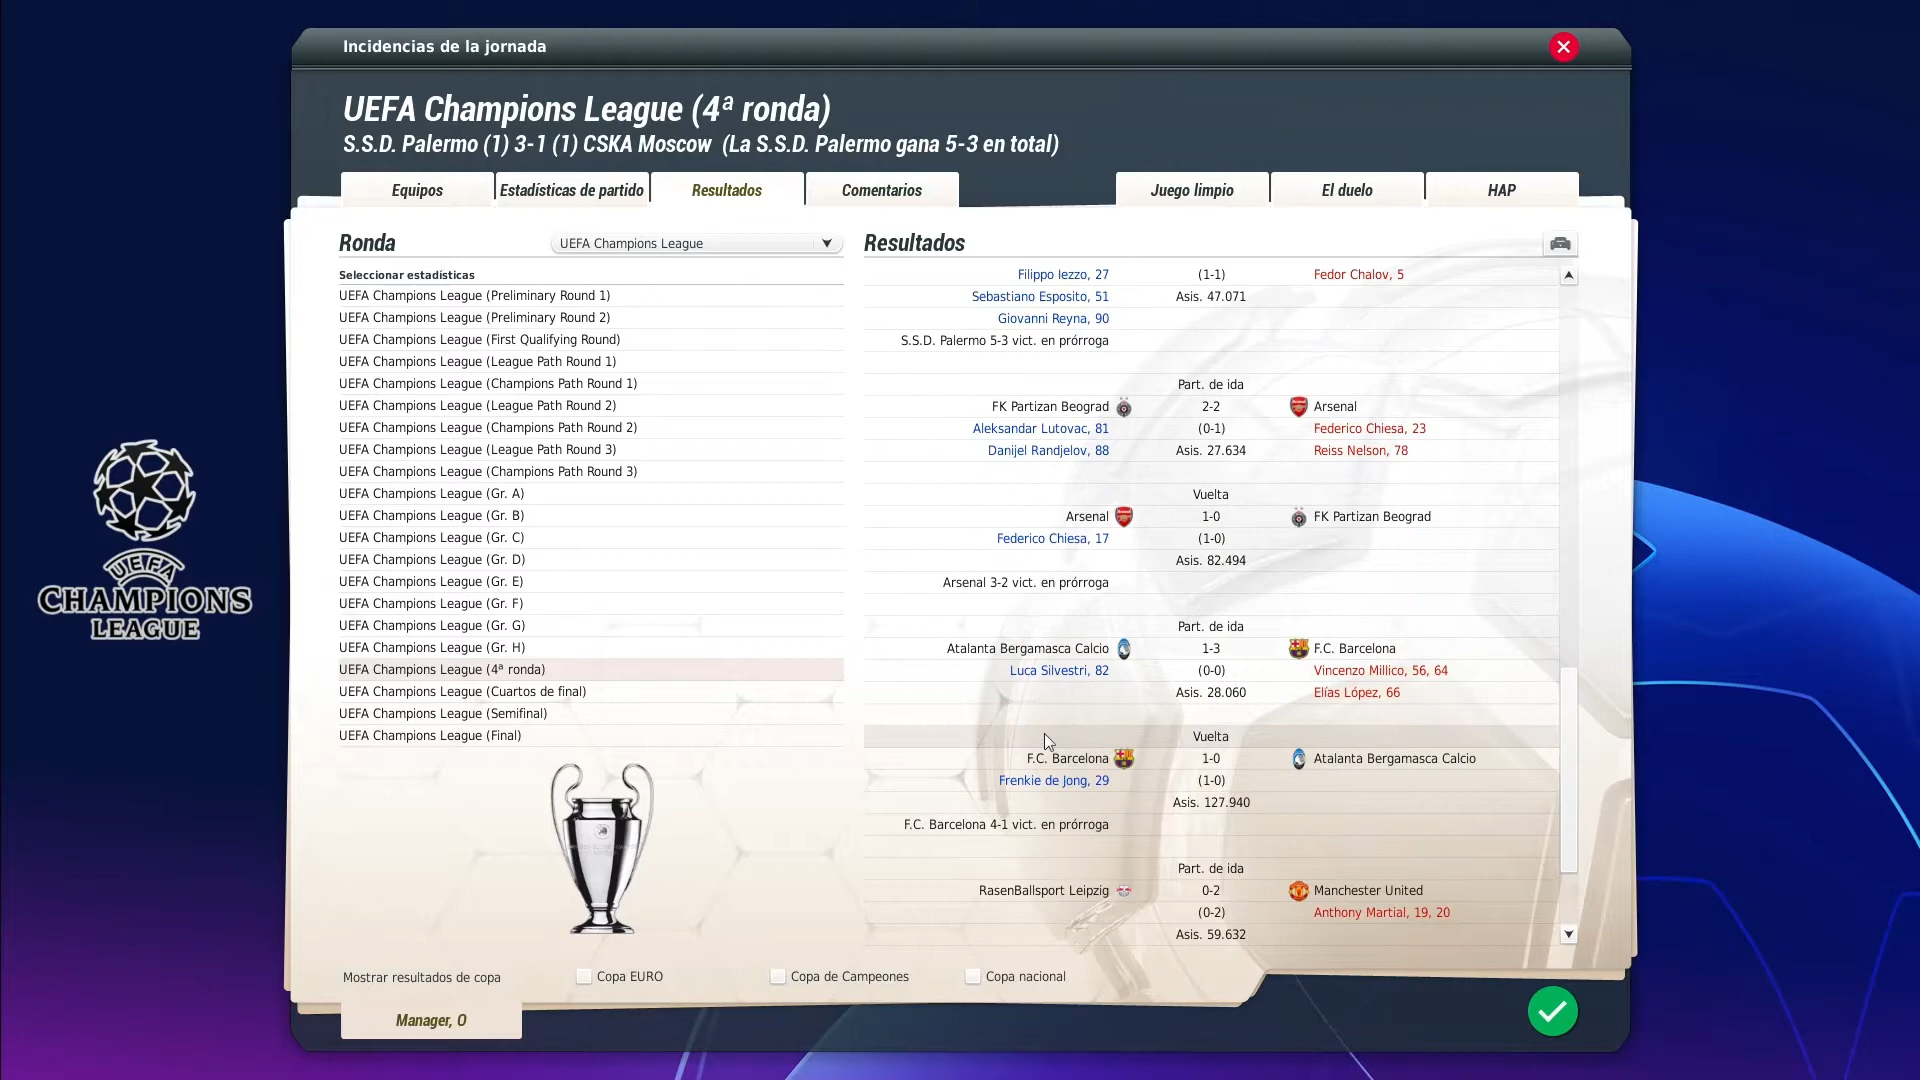 Incidencias de la jornada
UEFA Champions League (4ª ronda)
S.S.D. Palermo (1) 3-1 (1) CSKA Moscow (La S.S.D. Palermo gana 5-3 en total)
Equipos
Estadísticas de partido
Resultados
Comentarios
Juego limpio
El duelo
HAP
Ronda
UEFA Champions League
Seleccionar estadísticas
UEFA Champions League (Preliminary Round 1)
UEFA Champions League (Preliminary Round 2)
UEFA Champions League (First Qualifying Round)
UEFA Champions League (League Path Round 1)
UEFA Champions League (Champions Path Round 1)
UEFA Champions League (League Path Round 2)
UEFA Champions League (Champions Path Round 2)
UEFA Champions League (League Path Round 3)
UEFA Champions League (Champions Path Round 3)
UEFA Champions League (Gr. A)
UEFA Champions League (Gr. B)
UEFA Champions League (Gr. C)
UEFA Champions League (Gr. D)
UEFA Champions League (Gr. E)
UEFA Champions League (Gr. F)
UEFA Champions League (Gr. G)
UEFA Champions League (Gr. H)
UEFA Champions League (4ª ronda)
UEFA Champions League (Cuartos de final)
UEFA Champions League (Semifinal)
UEFA Champions League (Final)
Resultados
Filippo Iezzo, 27 (1-1) Fedor Chalov, 5
Sebastiano Esposito, 51 Asis. 47.071
Giovanni Reyna, 90
S.S.D. Palermo 5-3 vict. en prórroga
Part. de ida
FK Partizan Beograd 2-2 Arsenal
Aleksandar Lutovac, 81 (0-1) Federico Chiesa, 23
Danijel Randjelov, 88 Asis. 27.634 Reiss Nelson, 78
Vuelta
Arsenal 1-0 FK Partizan Beograd
Federico Chiesa, 17 (1-0)
Asis. 82.494
Arsenal 3-2 vict. en prórroga
Part. de ida
Atalanta Bergamasca Calcio 1-3 F.C. Barcelona
Luca Silvestri, 82 (0-0) Vincenzo Millico, 56, 64
Asis. 28.060 Elías López, 66
Vuelta
F.C. Barcelona 1-0 Atalanta Bergamasca Calcio
Frenkie de Jong, 29 (1-0)
Asis. 127.940
F.C. Barcelona 4-1 vict. en prórroga
Part. de ida
RasenBallsport Leipzig 0-2 Manchester United
(0-2) Anthony Martial, 19, 20
Asis. 59.632
Mostrar resultados de copa
Copa EURO
Copa de Campeones
Copa nacional
Manager, O
UEFA
CHAMPIONS
LEAGUE